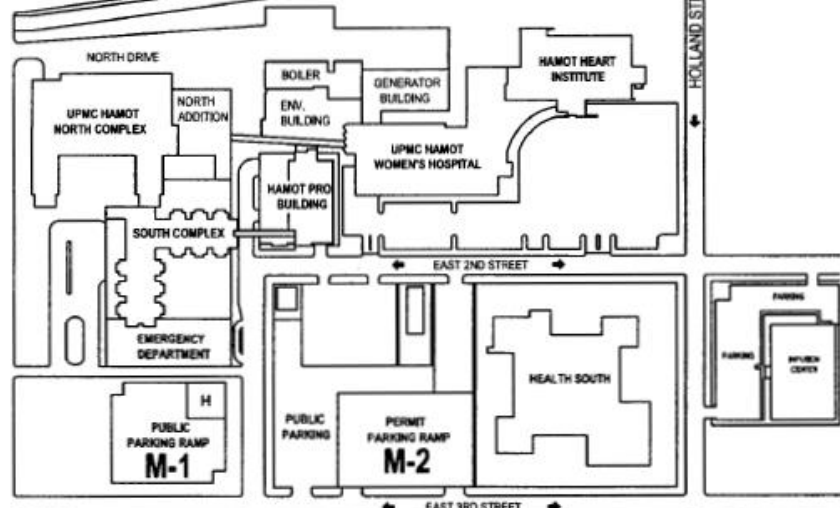 HOLLAND ST
NORTH DRIVE
BOILER
GENERATOR
BUILDING
HAMOT HEART
INSTITUTE
UPMC HAMOT
NORTH COMPLEX
NORTH
ADDITION
ENV.
BUILDING
UPMC HAMOT
WOMEN'S HOSPITAL
HAMOT PRO
BUILDING
SOUTH COMPLEX
EAST 2ND STREET
EMERGENCY
DEPARTMENT
PARKING
PARKING
INFUSION
CENTER
HEALTH SOUTH
H
PUBLIC
PARKING RAMP
M-1
PUBLIC
PARKING
PERMIT
PARKING RAMP
M-2
EAST 3RD STREET